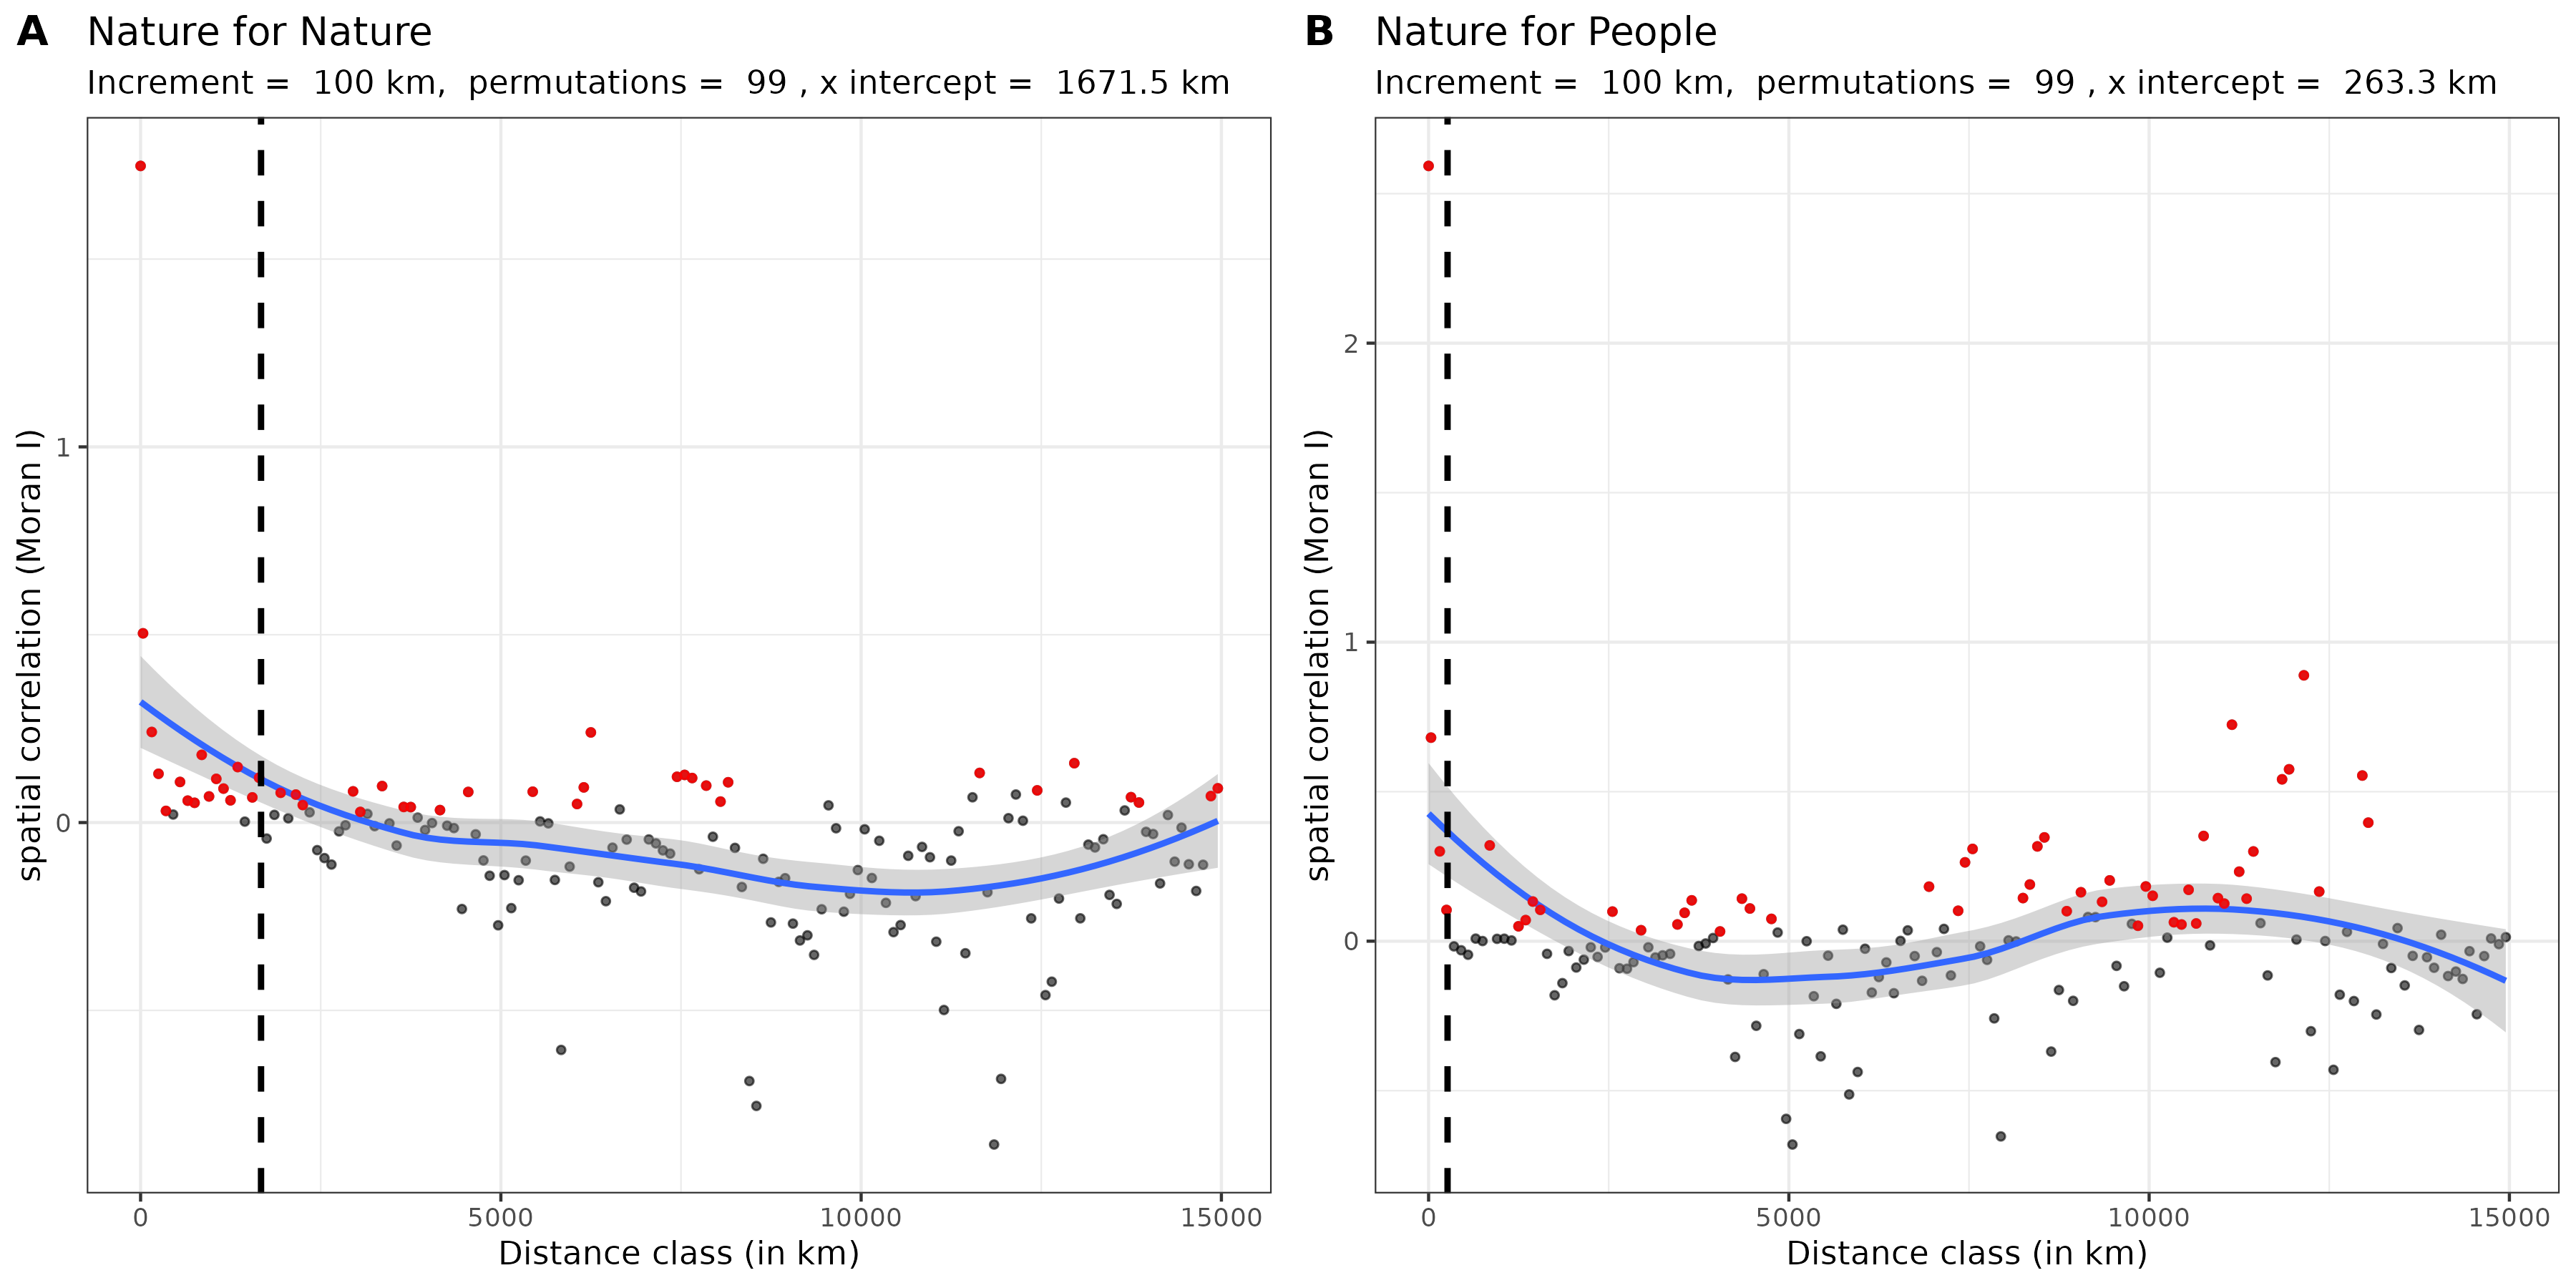 A Nature for Nature
Increment =  100 km,  permutations =  99 , x intercept =  1671.5 km
spatial correlation (Moran I)
1
0
0 5000 10000 15000
Distance class (in km)
B Nature for People
Increment =  100 km,  permutations =  99 , x intercept =  263.3 km
spatial correlation (Moran I)
2
1
0
0 5000 10000 15000
Distance class (in km)